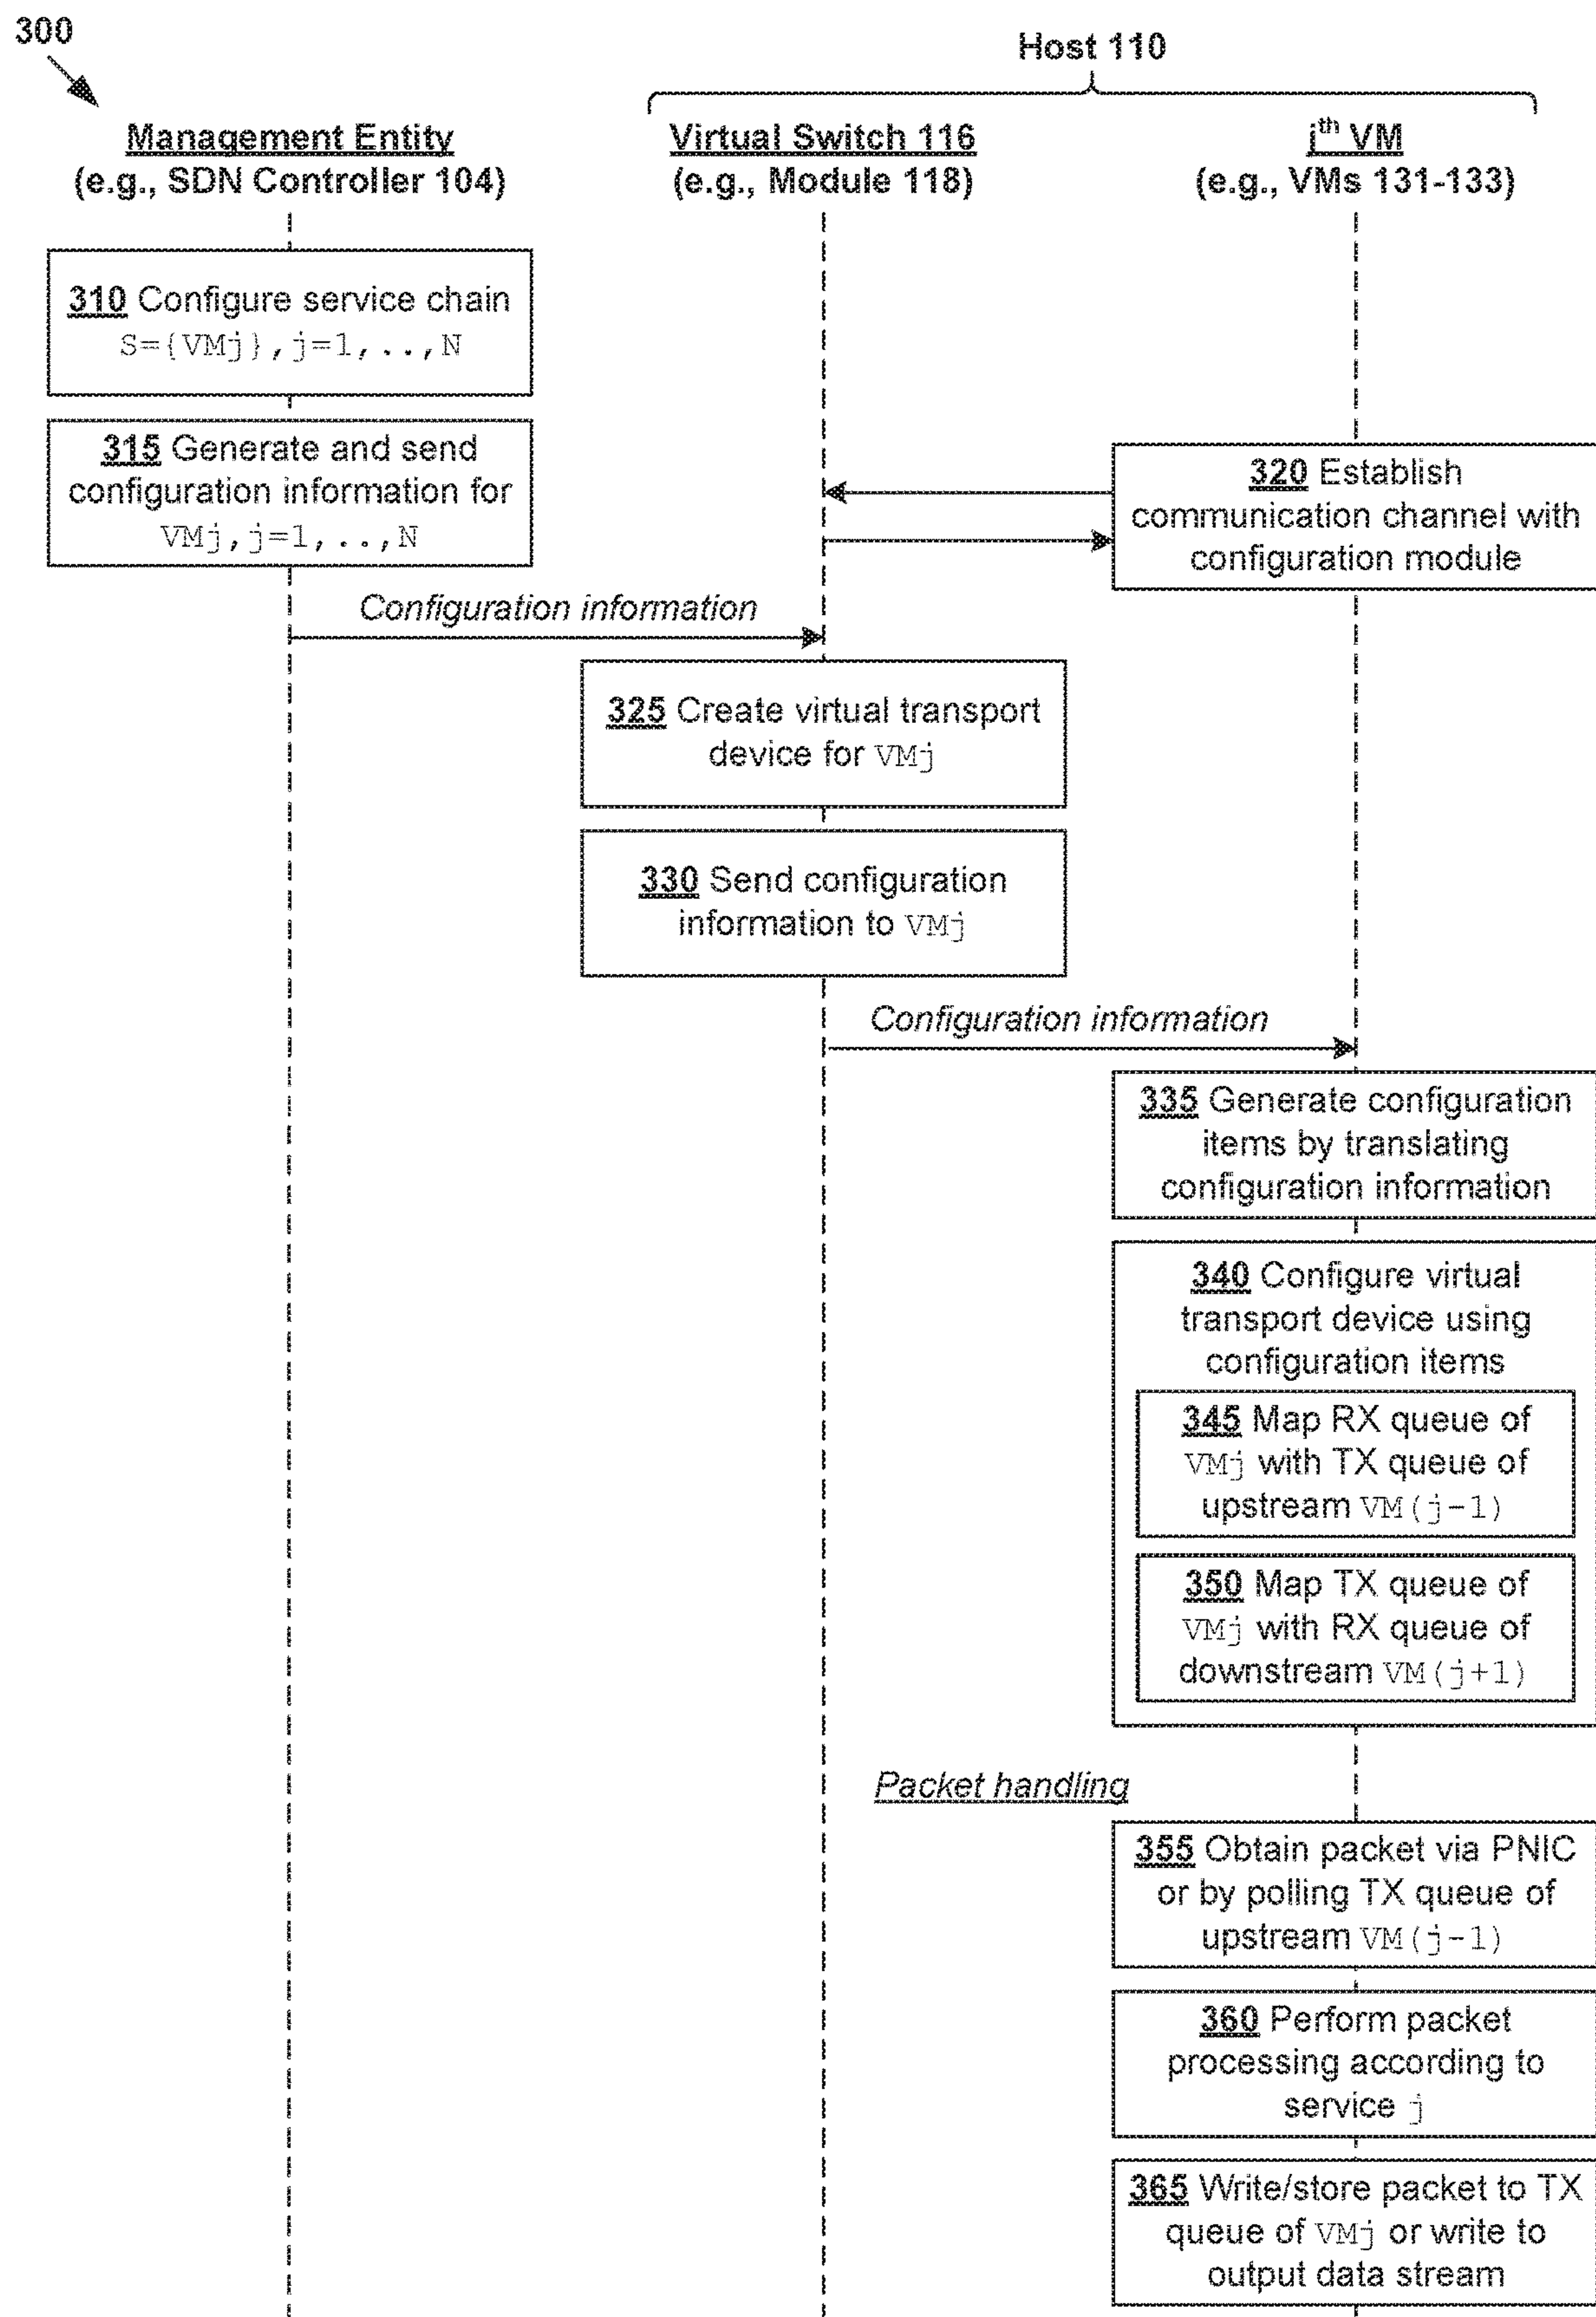 300
Host 110
Management Entity
(e.g., SDN Controller 104)
Virtual Switch 116
(e.g., Module 118)
jth VM
(e.g., VMs 131-133)
310 Configure service chain
S={VMj},j=1,..,N
315 Generate and send
configuration information for
VMj,j=1,..,N
320 Establish
communication channel with
configuration module
Configuration information
325 Create virtual transport
device for VMj
330 Send configuration
information to VMj
Configuration information
335 Generate configuration
items by translating
configuration information
340 Configure virtual
transport device using
configuration items
345 Map RX queue of
VMj with TX queue of
upstream VM(j-1)
350 Map TX queue of
VMj with RX queue of
downstream VM(j+1)
Packet handling
355 Obtain packet via PNIC
or by polling TX queue of
upstream VM(j-1)
360 Perform packet
processing according to
service j
365 Write/store packet to TX
queue of VMj or write to
output data stream